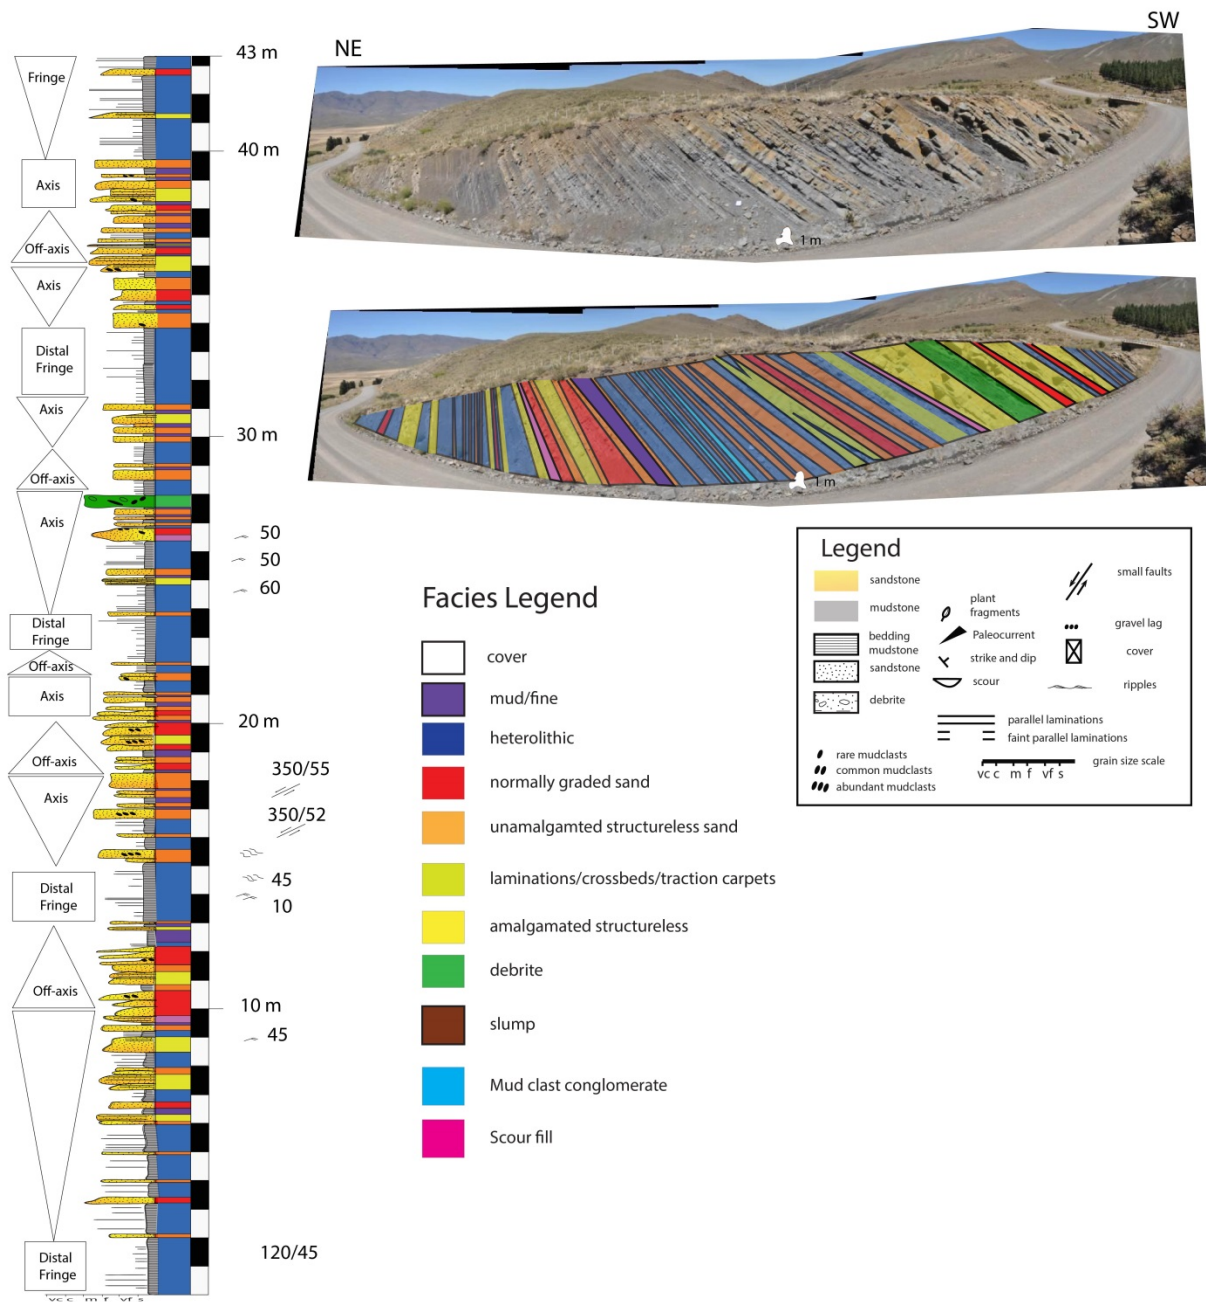 NE
SW
43 m
Fringe
40 m
Axis
Off-axis
Axis
1 m
Distal
Fringe
Axis
30 m
Off-axis
Axis
1 m
50
50
60
Distal
Fringe
Off-axis
Axis
20 m
Off-axis
350/55
Axis
350/52
45
Distal
Fringe
10
Off-axis
10 m
45
120/45
Distal
Fringe
vc c m f vf s
Facies Legend
cover
mud/fine
heterolithic
normally graded sand
unamalgamted structureless sand
laminations/crossbeds/traction carpets
amalgamated structureless
debrite
slump
Mud clast conglomerate
Scour fill
Legend
sandstone
mudstone
bedding
mudstone
sandstone
debrite
plant
fragments
Paleocurrent
strike and dip
scour
small faults
gravel lag
cover
ripples
parallel laminations
faint parallel laminations
rare mudclasts
common mudclasts
abundant mudclasts
grain size scale
vc c m f vf s